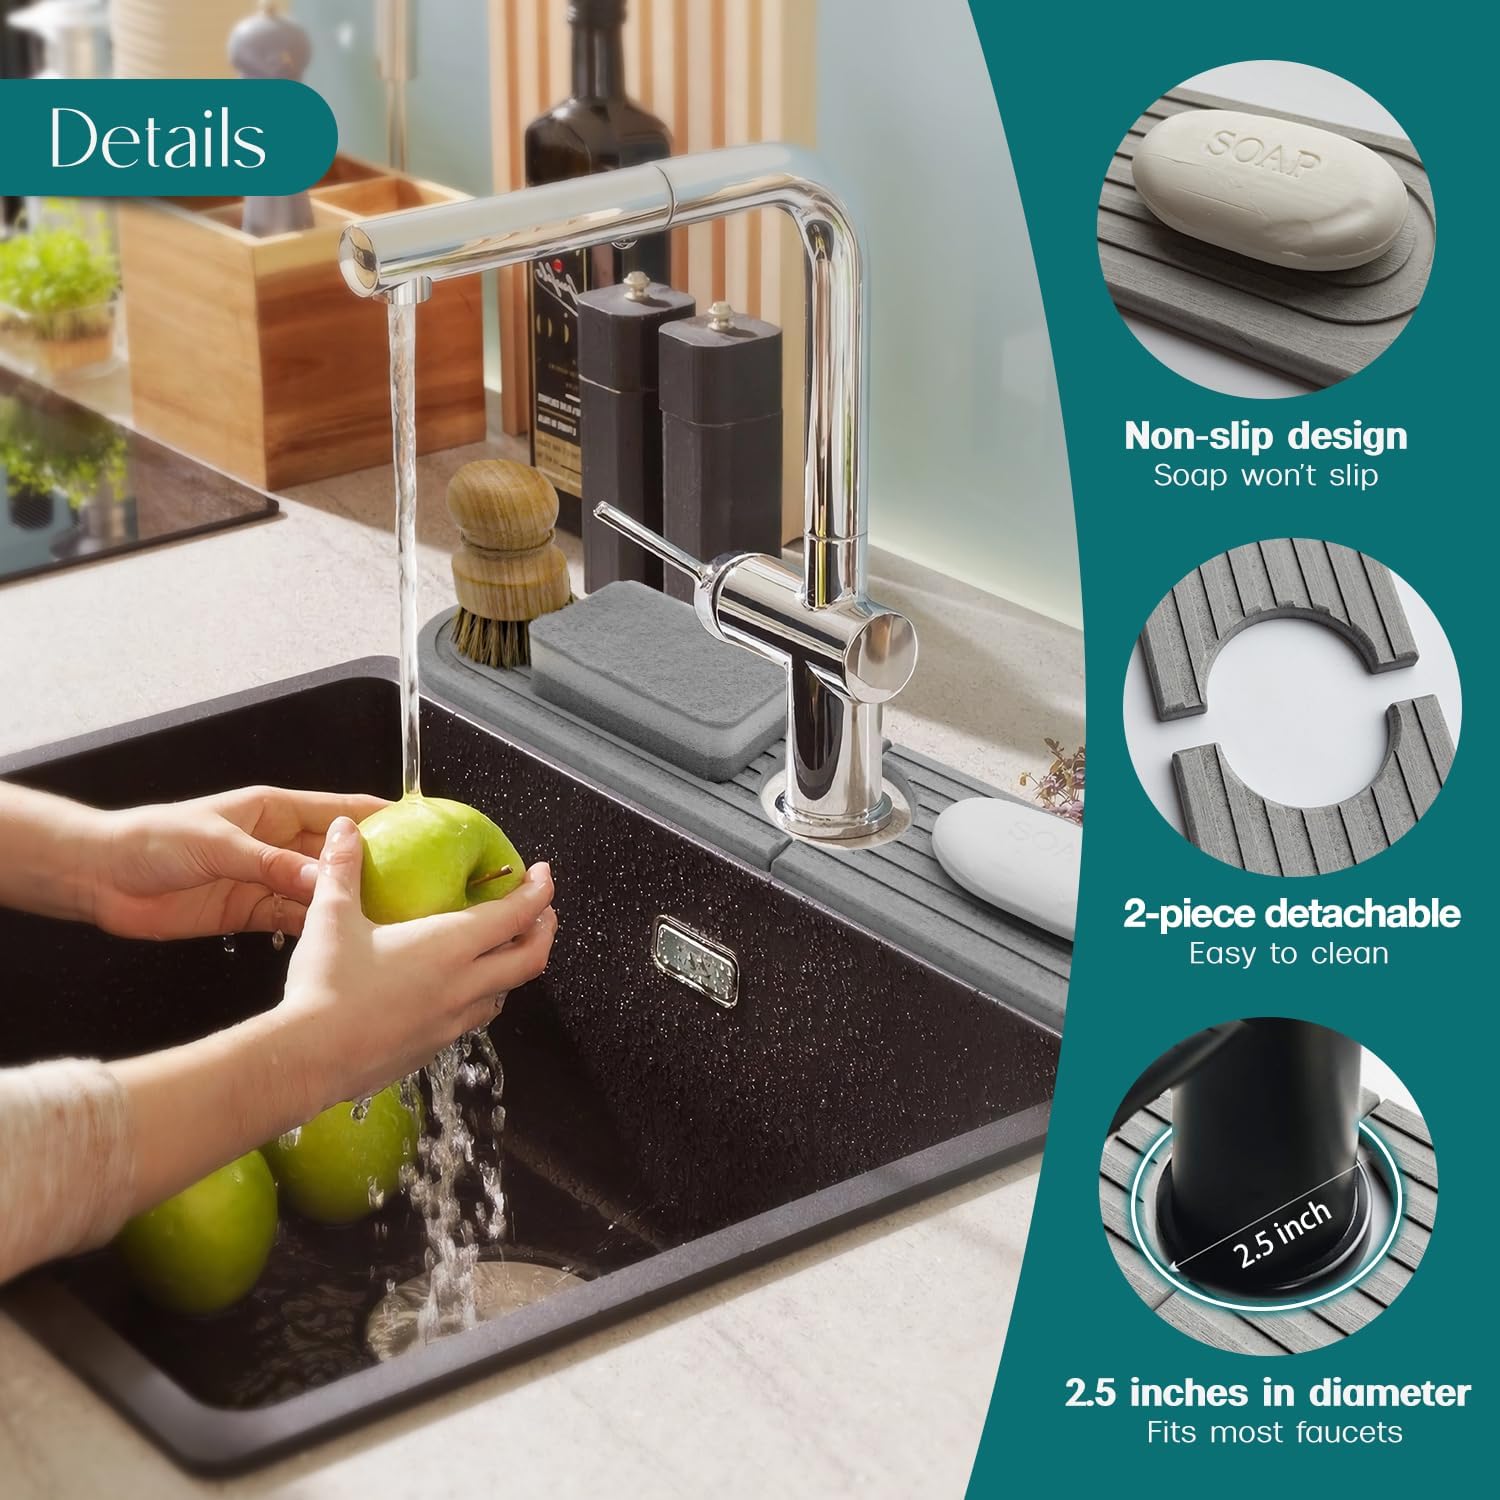 Details
SOAP
Non-slip design
Soap won't slip
2-piece detachable
Easy to clean
2.5 inch
2.5 inches in diameter
Fits most faucets